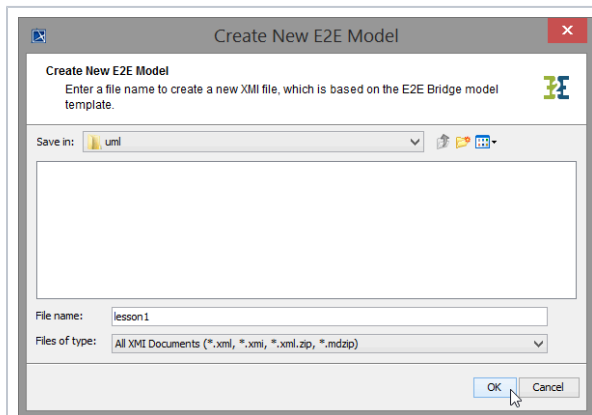 Create New E2E Model
Create New E2E Model
Enter a file name to create a new XMI file, which is based on the E2E Bridge model
template.
E2E
Save in: uml
File name: lesson1
Files of type: All XMI Documents (*.xml, *.xmi, *.xml.zip, *.mdzip)
OK Cancel